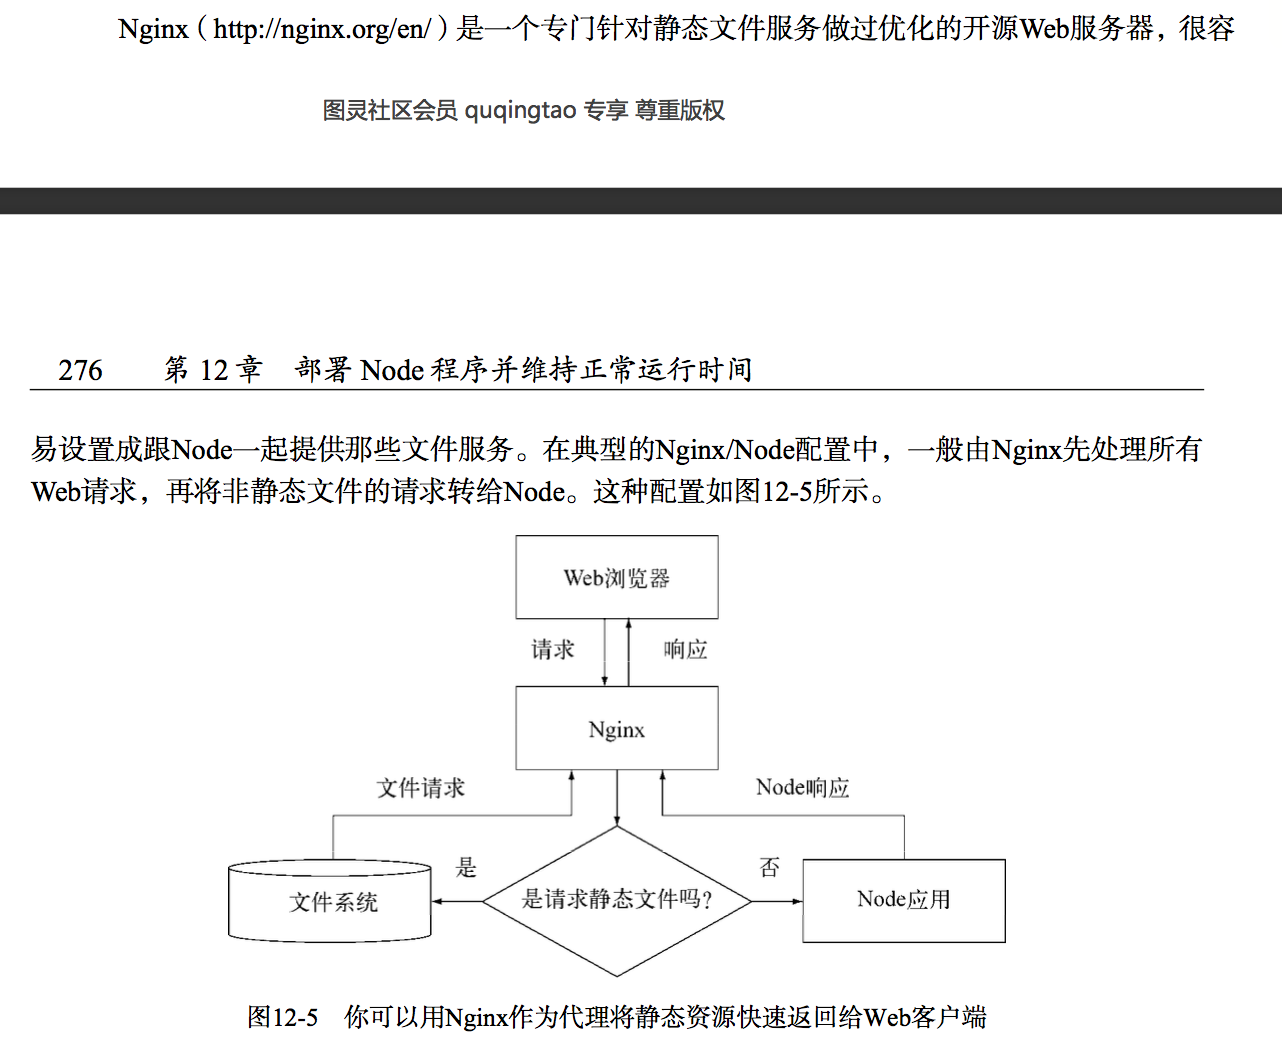 Nginx（http://nginx.org/en/）是一个专门针对静态文件服务做过优化的开源Web服务器，很容
图灵社区会员 quqingtao 专享 尊重版权
276 第 12 章 部署 Node 程序并维持正常运行时间
易设置成跟Node一起提供那些文件服务。在典型的Nginx/Node配置中，一般由Nginx先处理所有
Web请求，再将非静态文件的请求转给Node。这种配置如图12-5所示。
Web浏览器
请求 响应
Nginx
文件请求 Node响应
是 否
文件系统 是请求静态文件吗? Node应用
图12-5 你可以用Nginx作为代理将静态资源快速返回给Web客户端